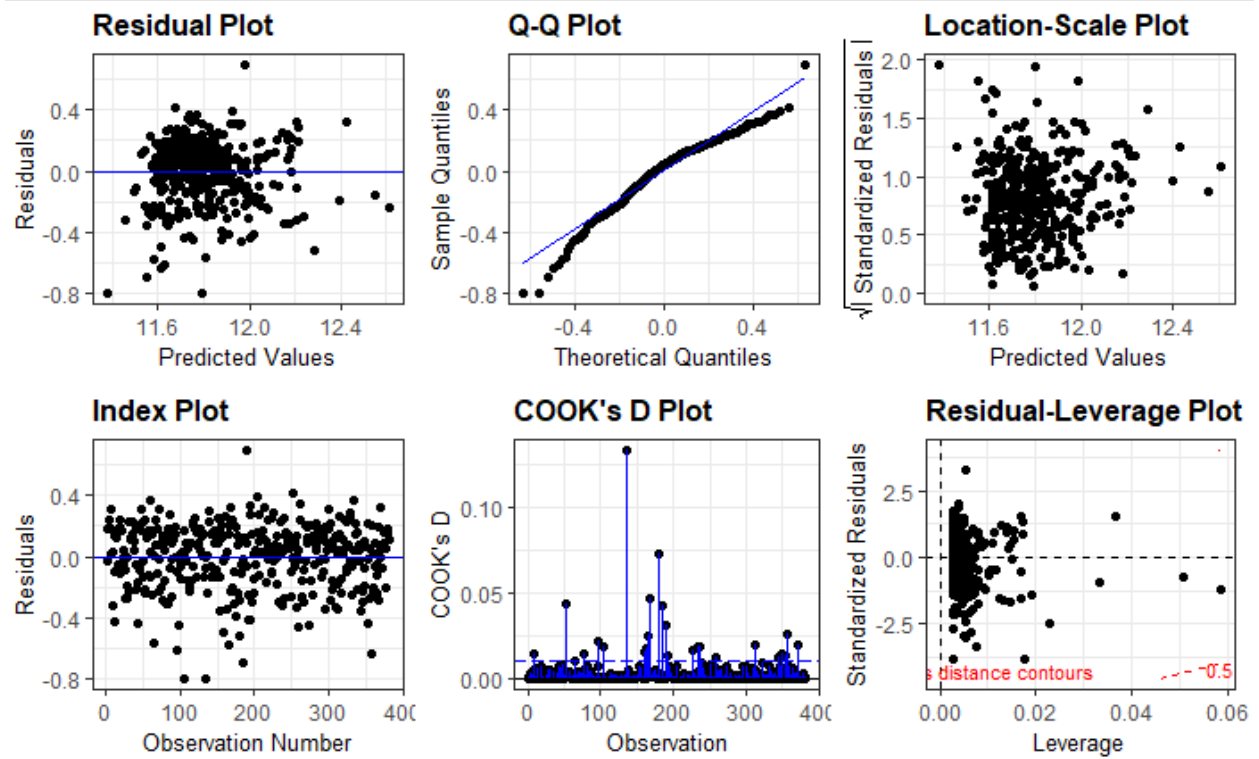 Residual Plot
0.4
0.0
-0.4
-0.8
Residuals
11.6 12.0 12.4
Predicted Values
Q-Q Plot
0.4
0.0
-0.4
-0.8
Sample Quantiles
-0.4 0.0 0.4
Theoretical Quantiles
Location-Scale Plot
2.0
1.5
1.0
0.5
0.0
√| Standardized Residuals |
11.6 12.0 12.4
Predicted Values
Index Plot
0.4
0.0
-0.4
-0.8
Residuals
0 100 200 300 400
Observation Number
COOK's D Plot
0.10
0.05
0.00
COOK's D
0 100 200 300 400
Observation
Residual-Leverage Plot
2.5
0.0
-2.5
Standardized Residuals
s distance contours
0.5
0.00 0.02 0.04 0.06
Leverage